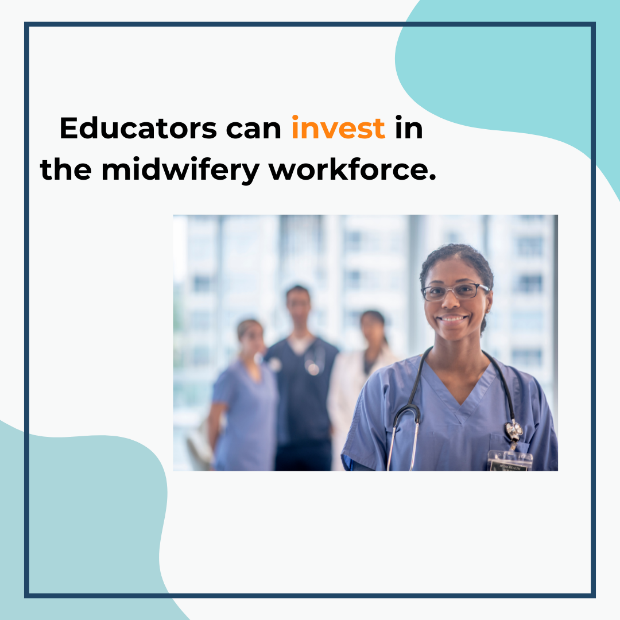 Educators can invest in
the midwifery workforce.